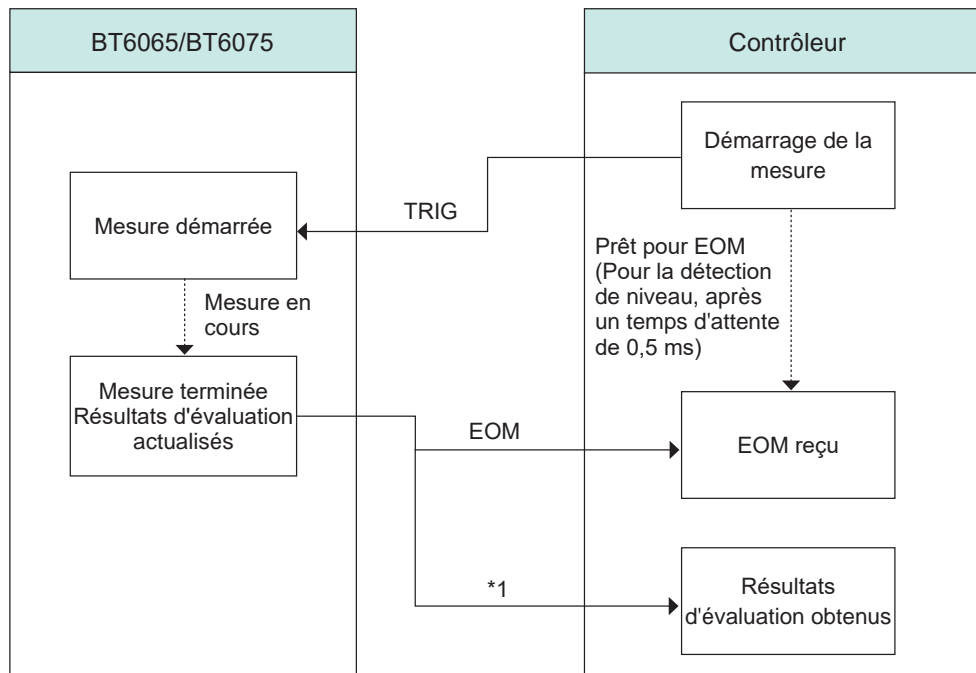 BT6065/BT6075
Contrôleur
Démarrage de la
mesure
TRIG
Mesure démarrée
Prêt pour EOM
(Pour la détection
de niveau, après
un temps d'attente
de 0,5 ms)
Mesure en
cours
Mesure terminée
Résultats d'évaluation
actualisés
EOM
EOM reçu
*1
Résultats
d'évaluation obtenus